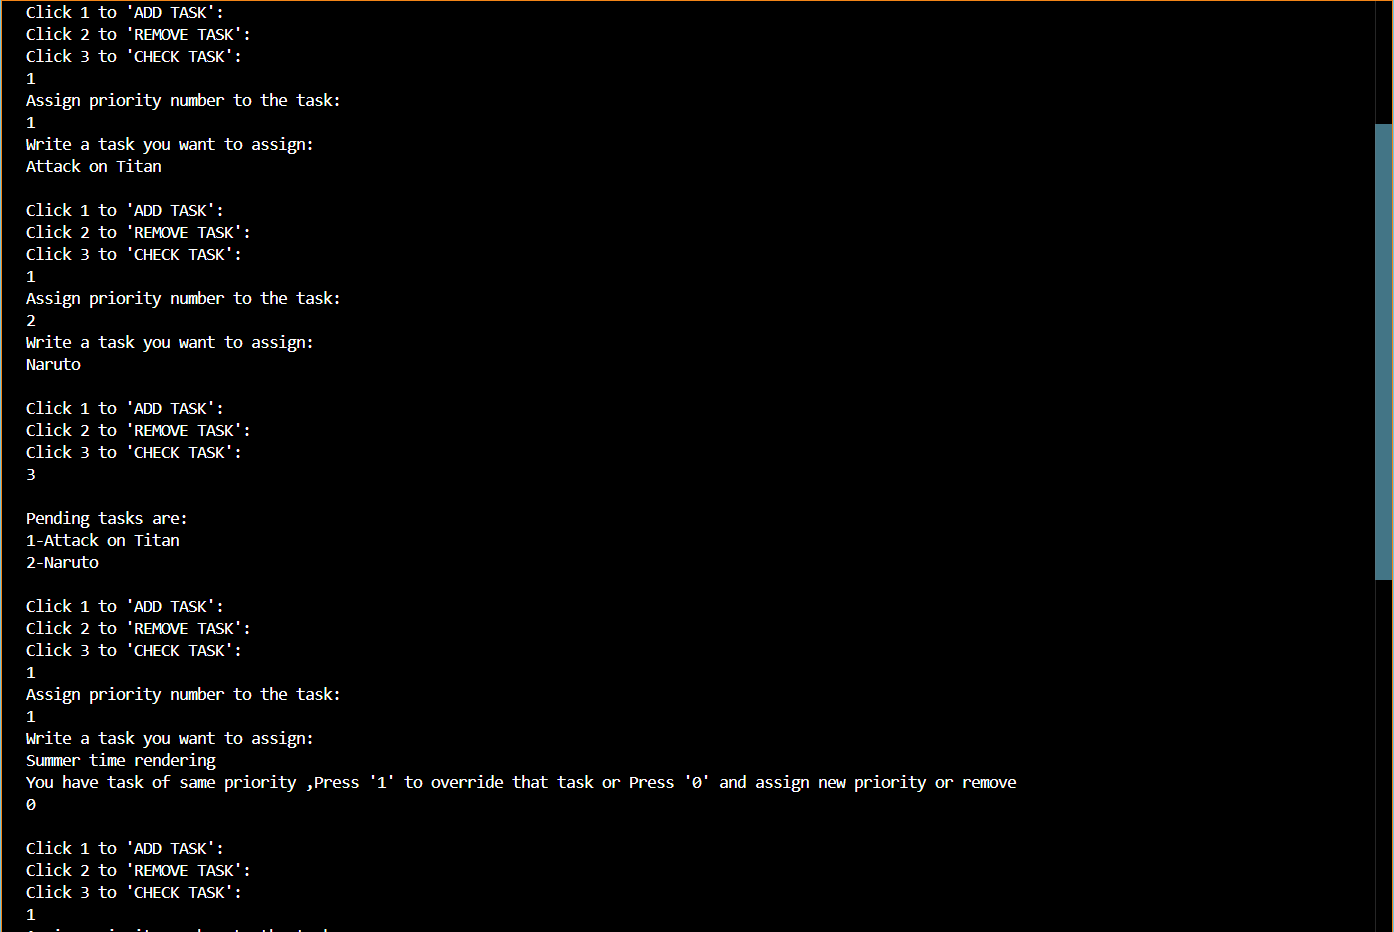 Click 1 to 'ADD TASK':
Click 2 to 'REMOVE TASK':
Click 3 to 'CHECK TASK':
1
Assign priority number to the task:
1
Write a task you want to assign:
Attack on Titan
Click 1 to 'ADD TASK':
Click 2 to 'REMOVE TASK':
Click 3 to 'CHECK TASK':
1
Assign priority number to the task:
2
Write a task you want to assign:
Naruto
Click 1 to 'ADD TASK':
Click 2 to 'REMOVE TASK':
Click 3 to 'CHECK TASK':
3
Pending tasks are:
1-Attack on Titan
2-Naruto
Click 1 to 'ADD TASK':
Click 2 to 'REMOVE TASK':
Click 3 to 'CHECK TASK':
1
Assign priority number to the task:
1
Write a task you want to assign:
Summer time rendering
You have task of same priority ,Press '1' to override that task or Press '0' and assign new priority or remove
0
Click 1 to 'ADD TASK':
Click 2 to 'REMOVE TASK':
Click 3 to 'CHECK TASK':
1